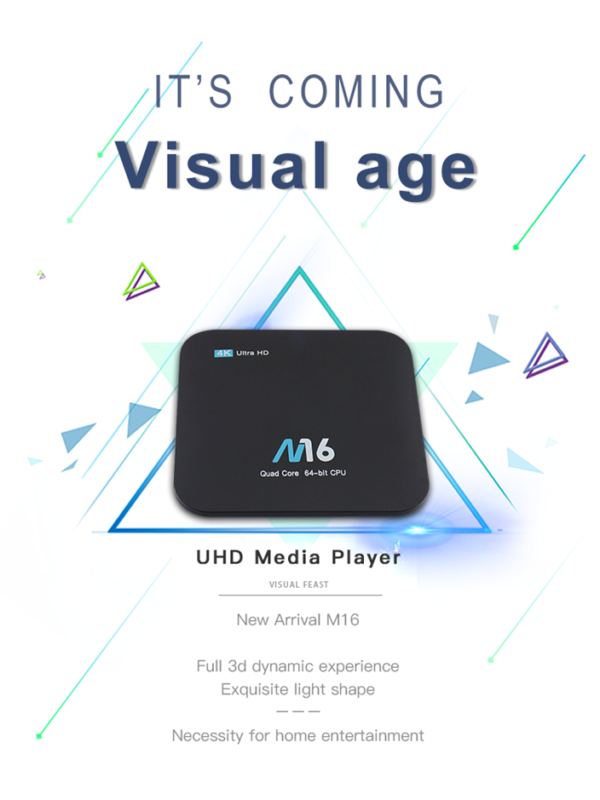 IT’S COMING
Visual age
4K Ultra HD
M16
Quad Core 64-bit CPU
UHD Media Player
VISUAL FEAST
New Arrival M16
Full 3d dynamic experience
Exquisite light shape
— — —
Necessity for home entertainment